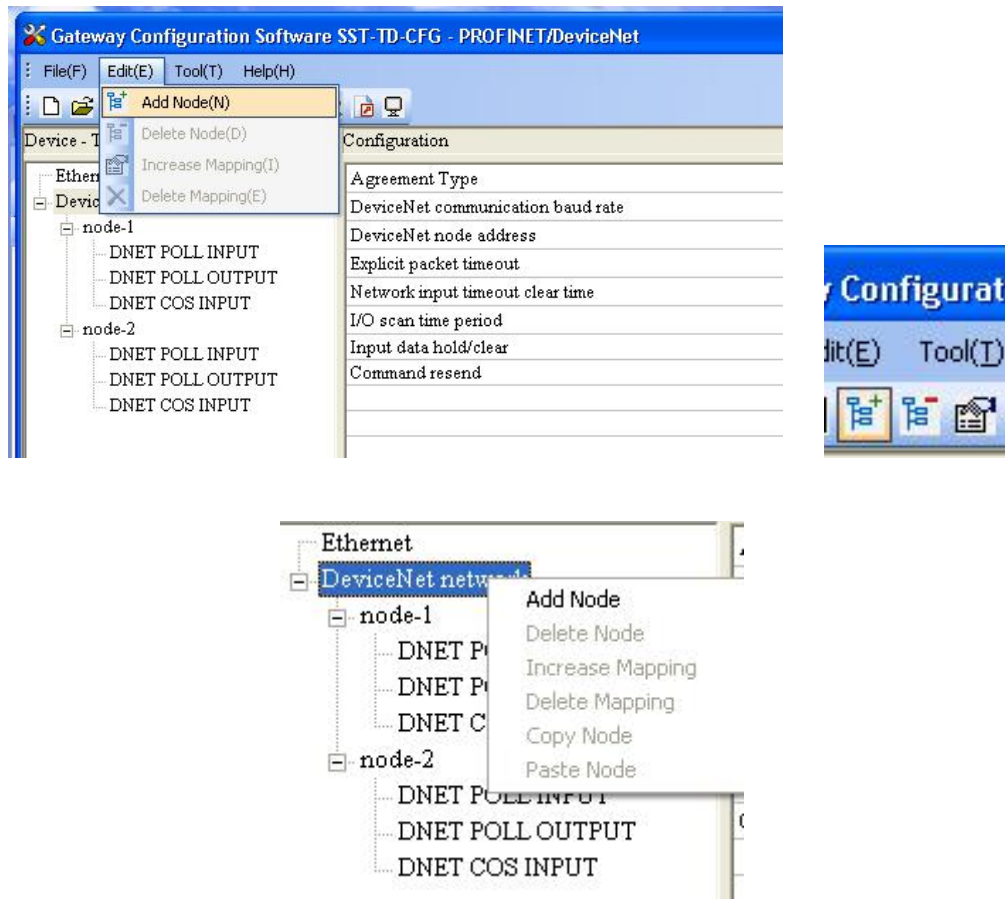 Gateway Configuration Software SST-TD-CFG - PROFINET/DeviceNet
File(F) Edit(E) Tool(T) Help(H)
Add Node(N)
Delete Node(D)
Increase Mapping(I)
Delete Mapping(E)
Device - T
Configuration
Ether
Devic
node-1
DNET POLL INPUT
DNET POLL OUTPUT
DNET COS INPUT
node-2
DNET POLL INPUT
DNET POLL OUTPUT
DNET COS INPUT
Agreement Type
DeviceNet communication baud rate
DeviceNet node address
Explicit packet timeout
Network input timeout clear time
I/O scan time period
Input data hold/clear
Command resend
y Configurat
dit(E) Tool(T)
Ethernet
DeviceNet network
node-1
DNET P
DNET P
DNET C
node-2
DNET POLL INPUT
DNET POLL OUTPUT
DNET COS INPUT
Add Node
Delete Node
Increase Mapping
Delete Mapping
Copy Node
Paste Node